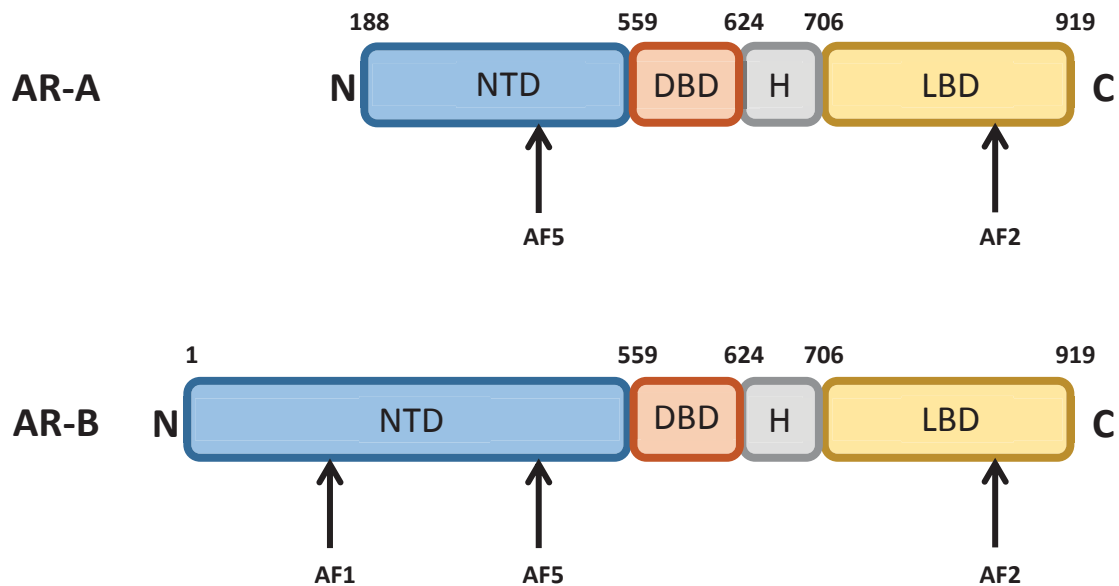 188 559 624 706 919
AR-A N NTD DBD H LBD C
AF5 AF2
1 559 624 706 919
AR-B N NTD DBD H LBD C
AF1 AF5 AF2